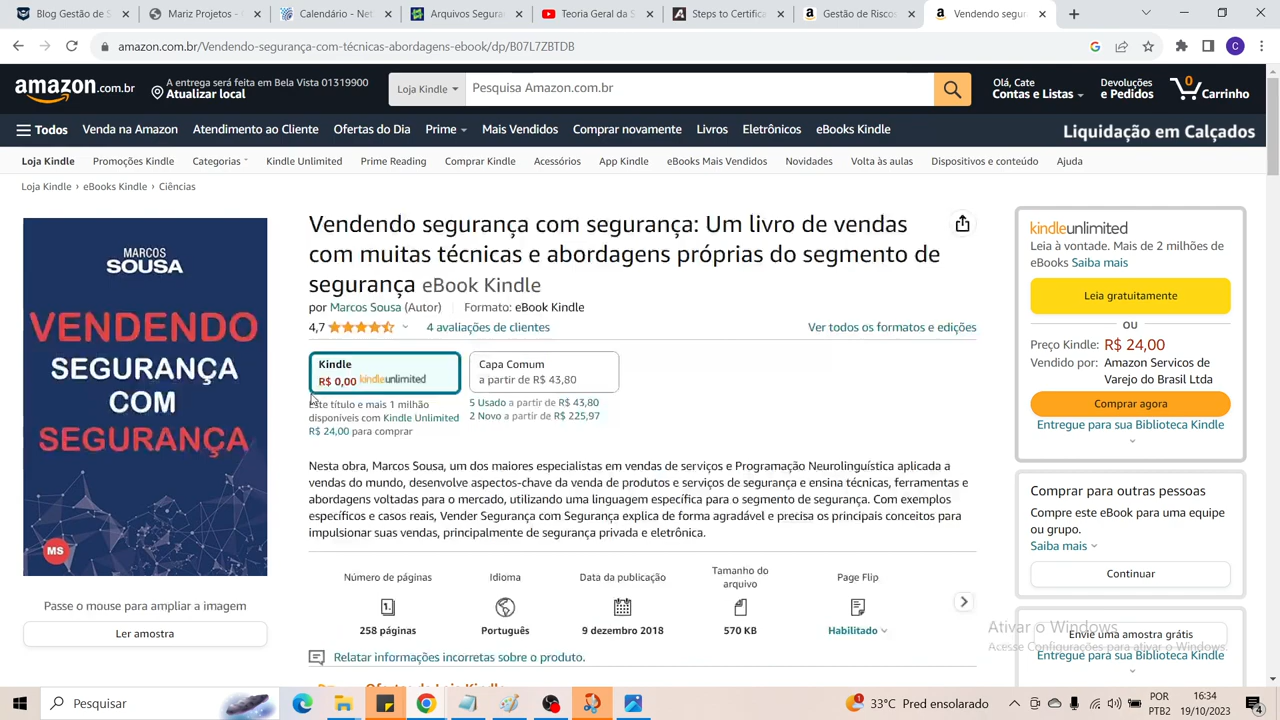 Blog Gestão de S
Mariz Projetos - A
Calendário - Net
Arquivos Segura
Teoria Geral da S
Steps to Certifica
Gestão de Riscos
Vendendo segur
amazon.com.br/Vendendo-segurança-com-técnicas-abordagens-ebook/dp/B07L7ZBTDB
C
amazon.com.br
A entrega será feita em Bela Vista 01319900
Atualizar local
Loja Kindle
Pesquisa Amazon.com.br
Olá, Cate
Contas e Listas
Devoluções
e Pedidos
0
Carrinho
Todos
Venda na Amazon
Atendimento ao Cliente
Ofertas do Dia
Prime
Mais Vendidos
Comprar novamente
Livros
Eletrônicos
eBooks Kindle
Liquidação em Calçados
Loja Kindle
Promoções Kindle
Categorias
Kindle Unlimited
Prime Reading
Comprar Kindle
Acessórios
App Kindle
eBooks Mais Vendidos
Novidades
Volta às aulas
Dispositivos e conteúdo
Ajuda
Loja Kindle › eBooks Kindle › Ciências
MARCOS
SOUSA
VENDENDO
SEGURANÇA
COM
SEGURANÇA
MS
Passe o mouse para ampliar a imagem
Ler amostra
Vendendo segurança com segurança: Um livro de vendas
com muitas técnicas e abordagens próprias do segmento de
segurança eBook Kindle
por Marcos Sousa (Autor) | Formato: eBook Kindle
4,7
4 avaliações de clientes
Ver todos os formatos e edições
Kindle
R$ 0,00 kindleunlimited
Este título e mais 1 milhão
disponíveis com Kindle Unlimited
R$ 24,00 para comprar
Capa Comum
a partir de R$ 43,80
5 Usado a partir de R$ 43,80
2 Novo a partir de R$ 225,97
Nesta obra, Marcos Sousa, um dos maiores especialistas em vendas de serviços e Programação Neurolinguística aplicada a
vendas do mundo, desenvolve aspectos-chave da venda de produtos e serviços de segurança e ensina técnicas, ferramentas e
abordagens voltadas para o mercado, utilizando uma linguagem específica para o segmento de segurança. Com exemplos
específicos e casos reais, Vender Segurança com Segurança explica de forma agradável e precisa os principais conceitos para
impulsionar suas vendas, principalmente de segurança privada e eletrônica.
Número de páginas
258 páginas
Idioma
Português
Data da publicação
9 dezembro 2018
Tamanho do
arquivo
570 KB
Page Flip
Habilitado
Relatar informações incorretas sobre o produto.
kindleunlimited
Leia à vontade. Mais de 2 milhões de
eBooks Saiba mais
Leia gratuitamente
OU
Preço Kindle: R$ 24,00
Vendido por: Amazon Servicos de
Varejo do Brasil Ltda
Comprar agora
Entregue para sua Biblioteca Kindle
Comprar para outras pessoas
Compre este eBook para uma equipe
ou grupo.
Saiba mais
Continuar
Ativar o Windows
Acesse Configurações para ativar o Windows.
Envie uma amostra grátis
Entregue para sua Biblioteca Kindle
Pesquisar
33°C Pred ensolarado
POR
PTB2
16:34
19/10/2023
4